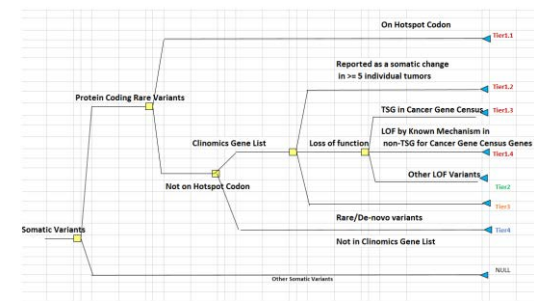 On Hotspot Codon
Tier1.1
Reported as a somatic change
in >= 5 individual tumors
Tier1.2
Protein Coding Rare Variants
TSG in Cancer Gene Census
Tier1.3
LOF by Known Mechanism in
non-TSG for Cancer Gene Census Genes
Clinomics Gene List
Loss of function
Tier1.4
Other LOF Variants
Not on Hotspot Codon
Tier2
Tier3
Rare/De-novo variants
Somatic Variants
Tier4
Not in Clinomics Gene List
NULL
Other Somatic Variants